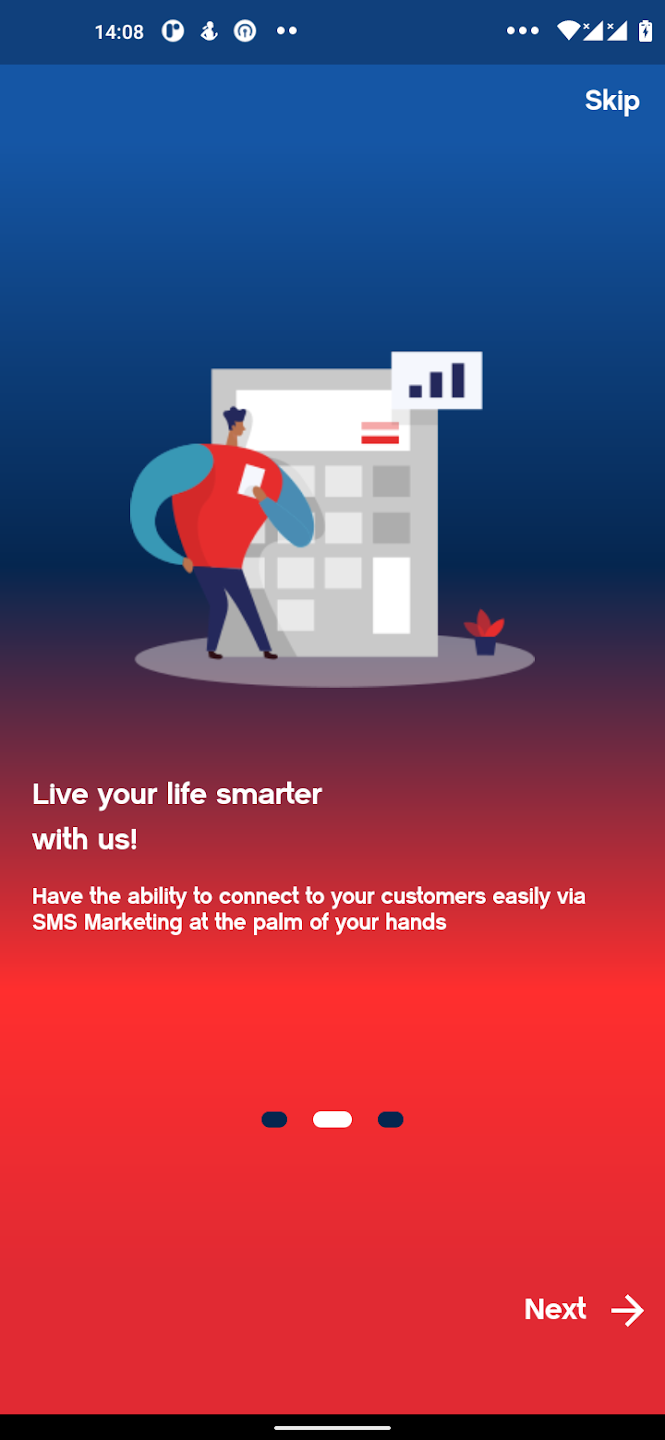 14:08
Skip
Live your life smarter
with us!
Have the ability to connect to your customers easily via
SMS Marketing at the palm of your hands
Next